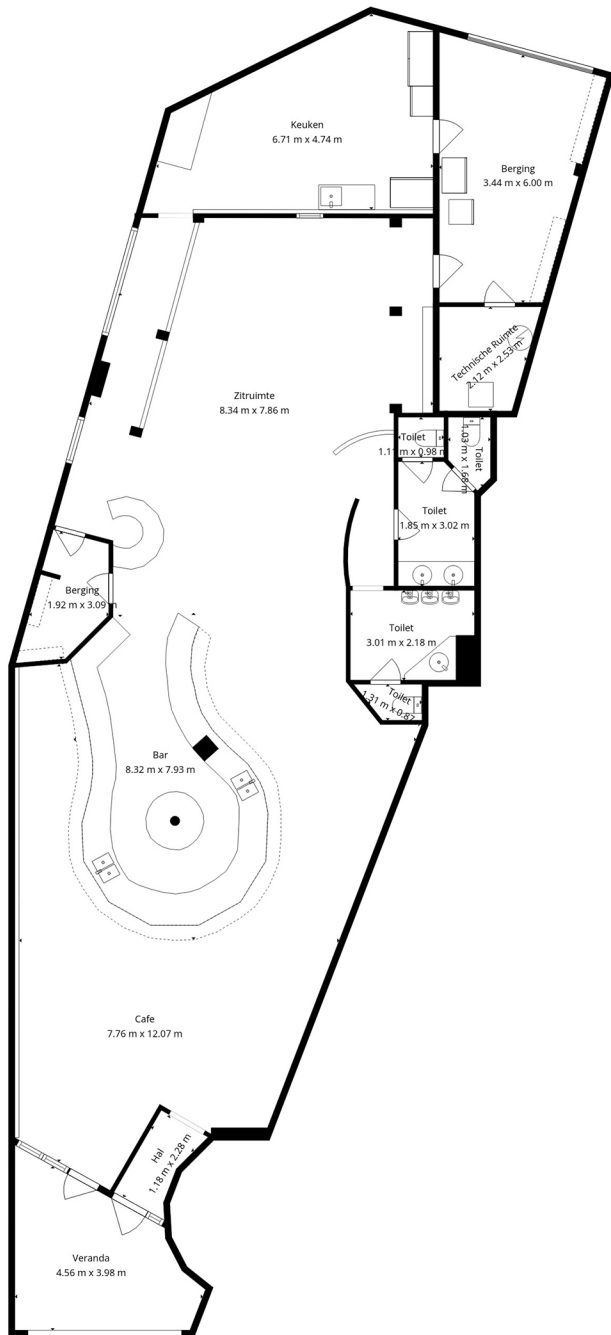 Keuken
6.71 m x 4.74 m
Berging
3.44 m x 6.00 m
Technische Ruimte
2.12 m x 2.53 m
Zitruimte
8.34 m x 7.86 m
Toilet
1.11 m x 0.98 m
Toilet
1.03 m x 1.68 m
Toilet
1.85 m x 3.02 m
Berging
1.92 m x 3.09 m
Toilet
3.01 m x 2.18 m
Toilet
1.31 m x 0.87
Bar
8.32 m x 7.93 m
Cafe
7.76 m x 12.07 m
Hal
1.18 m x 2.28 m
Veranda
4.56 m x 3.98 m